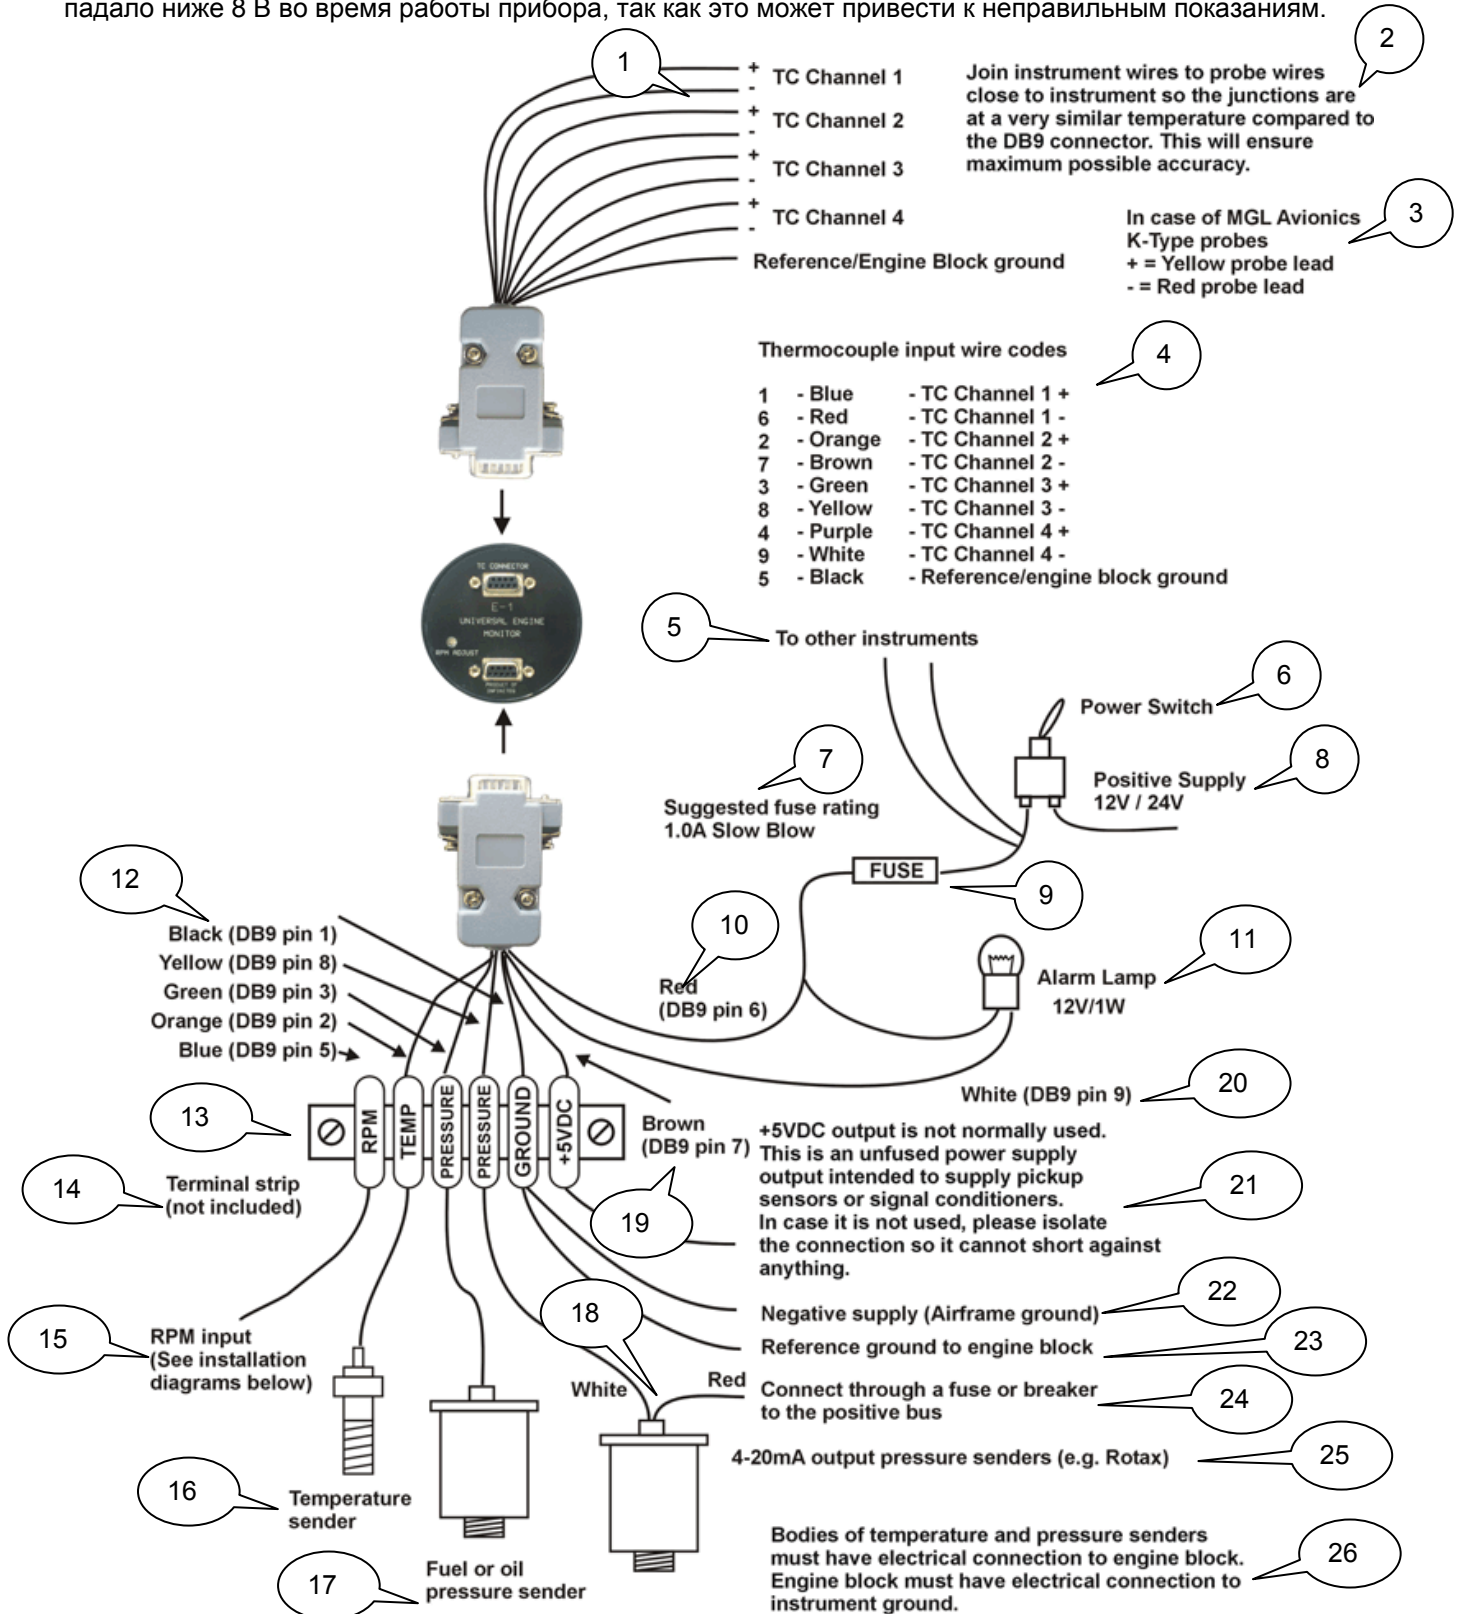 падало ниже 8 В во время работы прибора, так как это может привести к неправильным показаниям.
1
2
+
TC Channel 1
-
+
TC Channel 2
-
+
TC Channel 3
-
+
TC Channel 4
-
Reference/Engine Block ground
Join instrument wires to probe wires
close to instrument so the junctions are
at a very similar temperature compared to
the DB9 connector. This will ensure
maximum possible accuracy.
3
In case of MGL Avionics
K-Type probes
+ = Yellow probe lead
- = Red probe lead
4
Thermocouple input wire codes
1 - Blue - TC Channel 1 +
6 - Red - TC Channel 1 -
2 - Orange - TC Channel 2 +
7 - Brown - TC Channel 2 -
3 - Green - TC Channel 3 +
8 - Yellow - TC Channel 3 -
4 - Purple - TC Channel 4 +
9 - White - TC Channel 4 -
5 - Black - Reference/engine block ground
TC CONNECTOR
E-1
UNIVERSAL ENGINE
MONITOR
RPM ADJUST
PRODUCT OF
5
To other instruments
6
Power Switch
7
Suggested fuse rating
1.0A Slow Blow
8
Positive Supply
12V / 24V
FUSE
9
10
Red
(DB9 pin 6)
11
Alarm Lamp
12V/1W
12
Black (DB9 pin 1)
Yellow (DB9 pin 8)
Green (DB9 pin 3)
Orange (DB9 pin 2)
Blue (DB9 pin 5)
13
RPM
TEMP
PRESSURE
PRESSURE
GROUND
+5VDC
14
Terminal strip
(not included)
Brown
(DB9 pin 7)
19
White (DB9 pin 9)
20
+5VDC output is not normally used.
This is an unfused power supply
output intended to supply pickup
sensors or signal conditioners.
In case it is not used, please isolate
the connection so it cannot short against
anything.
21
15
RPM input
(See installation
diagrams below)
22
Negative supply (Airframe ground)
23
Reference ground to engine block
18
White
Red
Connect through a fuse or breaker
to the positive bus
24
4-20mA output pressure senders (e.g. Rotax)
25
16
Temperature
sender
17
Fuel or oil
pressure sender
Bodies of temperature and pressure senders
must have electrical connection to engine block.
Engine block must have electrical connection to
instrument ground.
26